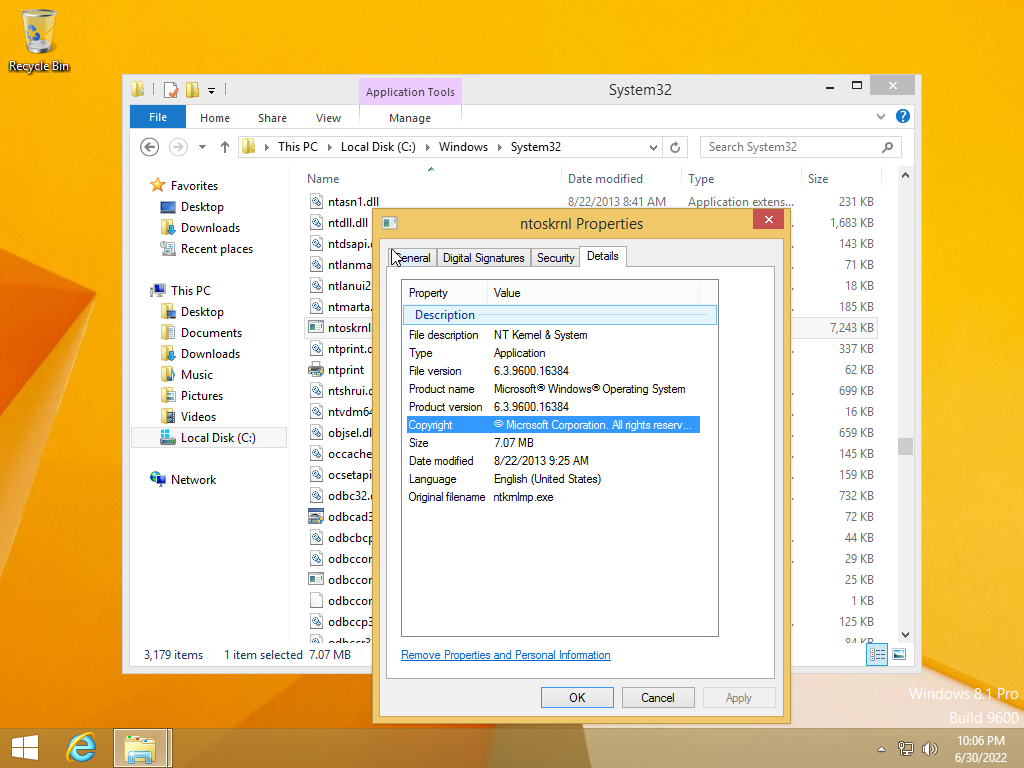 Recycle Bin
Application Tools
System32
File
Home
Share
View
Manage
This PC
Local Disk (C:)
Windows
System32
Search System32
Name
Date modified
Type
Size
Favorites
Desktop
Downloads
Recent places
This PC
Desktop
Documents
Downloads
Music
Pictures
Videos
Local Disk (C:)
Network
ntasn1.dll 8/22/2013 8:41 AM Application extens... 231 KB
ntdll.dll 1,683 KB
ntdsapi. 143 KB
ntlanma 71 KB
ntlanui2 18 KB
ntmarta. 185 KB
ntoskrnl 7,243 KB
ntprint. 337 KB
ntprint 62 KB
ntshrui. 699 KB
ntvdm64 16 KB
objsel.dl 659 KB
occache 145 KB
ocsetapi 159 KB
odbc32. 732 KB
odbcad3 72 KB
odbcbcp 44 KB
odbccor 29 KB
odbccor 25 KB
odbccor 1 KB
odbccp3 125 KB
odbccr3 84 KB
3,179 items
1 item selected 7.07 MB
ntoskrnl Properties
General
Digital Signatures
Security
Details
Property Value
Description
File description NT Kernel & System
Type Application
File version 6.3.9600.16384
Product name Microsoft® Windows® Operating System
Product version 6.3.9600.16384
Copyright © Microsoft Corporation. All rights reserv...
Size 7.07 MB
Date modified 8/22/2013 9:25 AM
Language English (United States)
Original filename ntkrnlmp.exe
Remove Properties and Personal Information
OK
Cancel
Apply
Windows 8.1 Pro
Build 9600
10:06 PM
6/30/2022